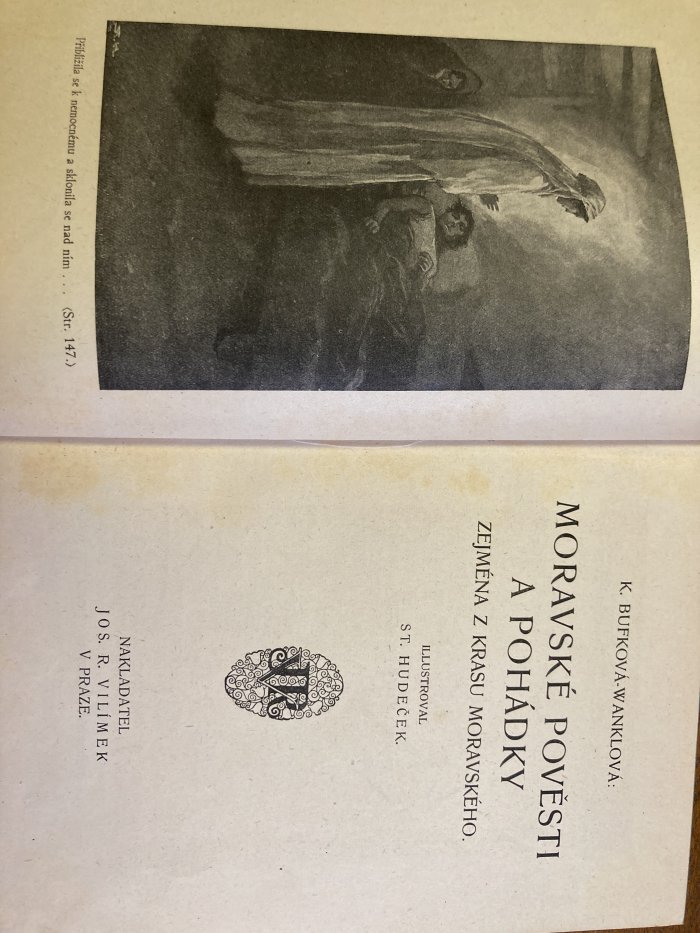 Přiblížila se k nemocnému a sklonila se nad ním . . . (Str. 147.)
K. BUFKOVÁ-WANKLOVÁ:
MORAVSKÉ POVĚSTI
A POHÁDKY
ZEJMÉNA Z KRASU MORAVSKÉHO.
ILLUSTROVAL
ST. HUDEČEK.
NAKLADATEL
JOS. R. VILÍMEK
V PRAZE.